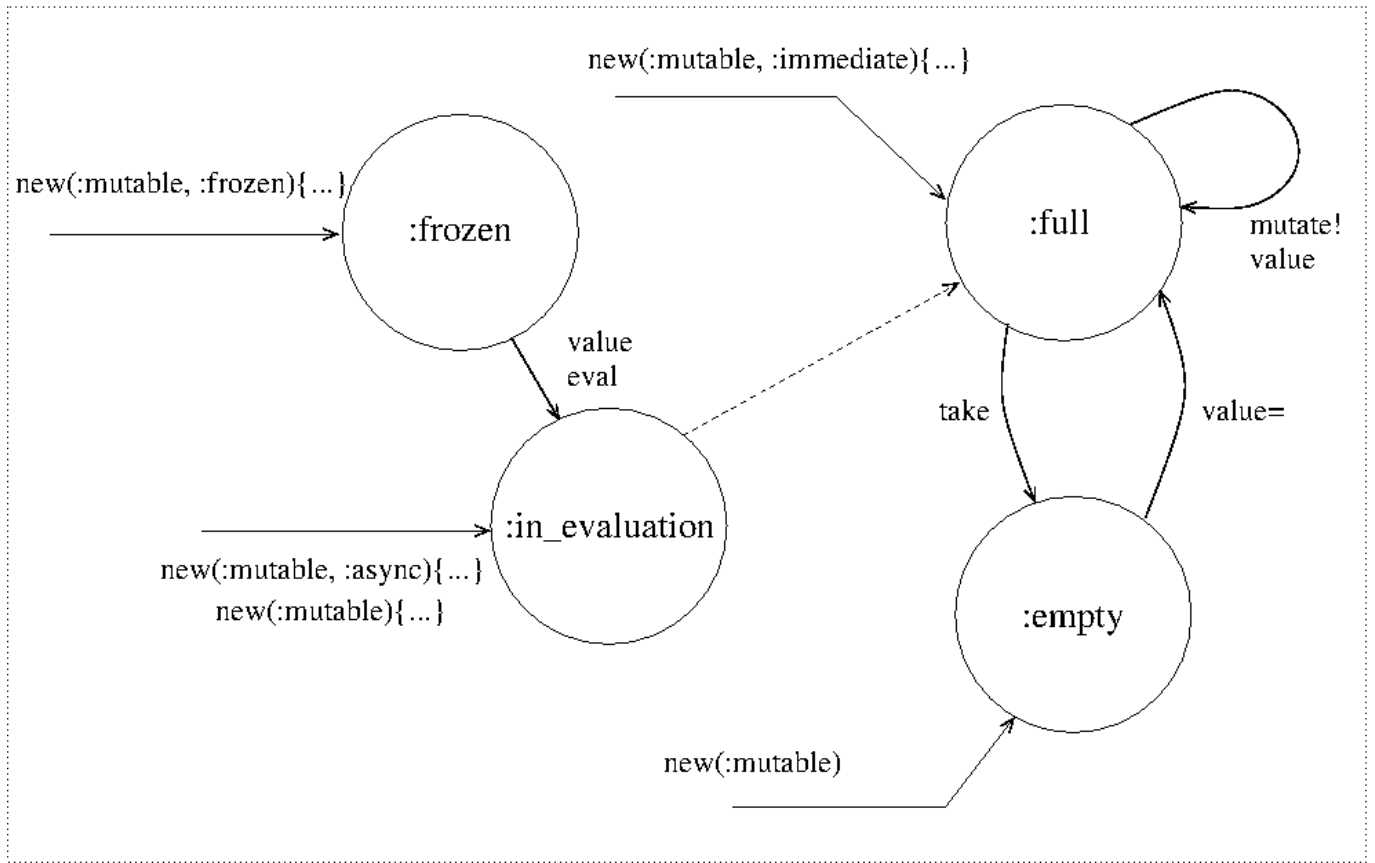 new(:mutable, :immediate){...}
new(:mutable, :frozen){...}
:frozen
:full
mutate!
value
value
eval
take
value=
:in_evaluation
new(:mutable, :async){...}
new(:mutable){...}
:empty
new(:mutable)